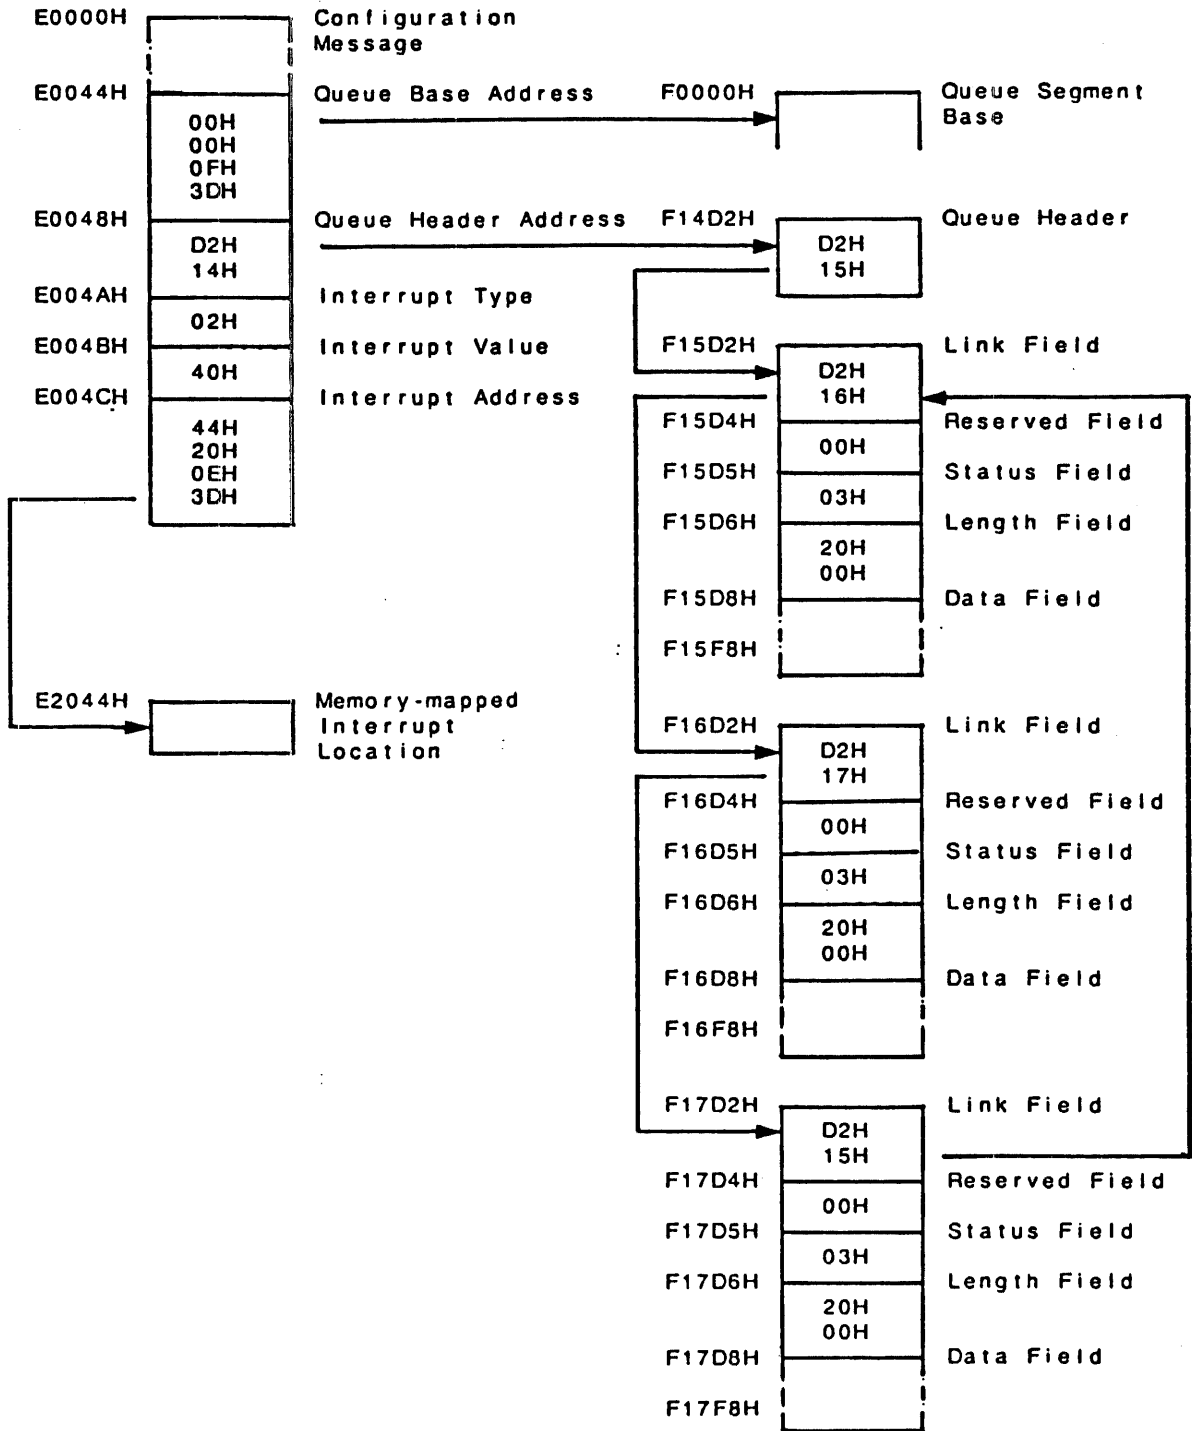 E0000H Configuration
Message
E0044H Queue Base Address F0000H Queue Segment
Base
00H
00H
0FH
3DH
E0048H Queue Header Address F14D2H Queue Header
D2H D2H
14H 15H
E004AH Interrupt Type
02H
E004BH Interrupt Value F15D2H Link Field
40H D2H
E004CH Interrupt Address 16H
F15D4H Reserved Field
44H 00H
20H F15D5H Status Field
0EH
3DH 03H
F15D6H Length Field
20H
00H
F15D8H Data Field
F15F8H
E2044H Memory-mapped
Interrupt
Location
F16D2H Link Field
D2H
17H
F16D4H Reserved Field
00H
F16D5H Status Field
03H
F16D6H Length Field
20H
00H
F16D8H Data Field
F16F8H
F17D2H Link Field
D2H
15H
F17D4H Reserved Field
00H
F17D5H Status Field
03H
F17D6H Length Field
20H
00H
F17D8H Data Field
F17F8H